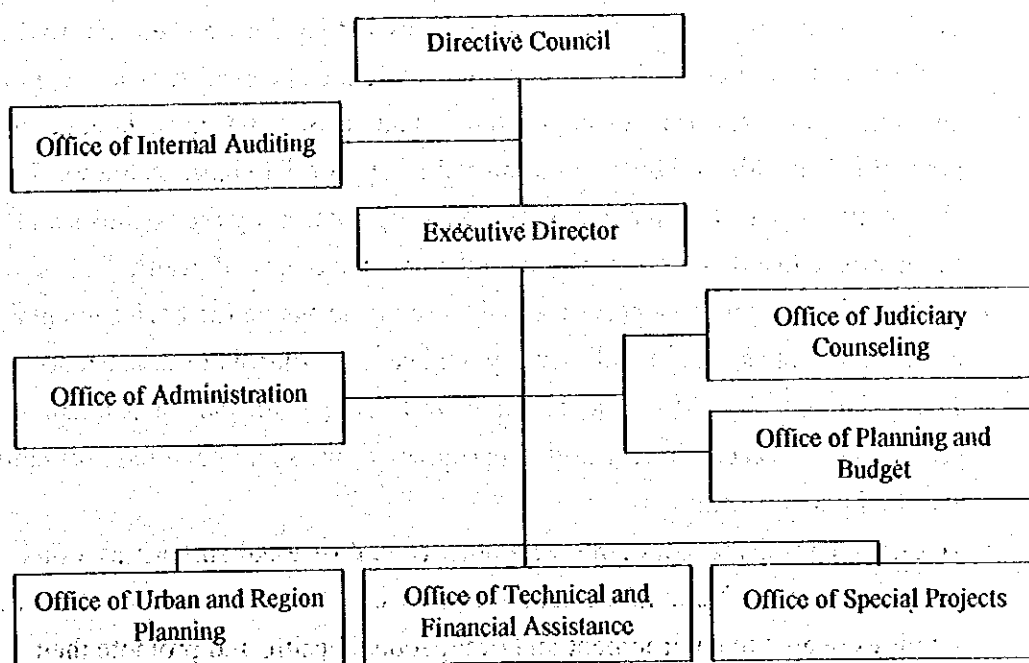 Directive Council
Office of Internal Auditing
Executive Director
Office of Judiciary
Counseling
Office of Administration
Office of Planning and
Budget
Office of Urban and Region
Planning
Office of Technical and
Financial Assistance
Office of Special Projects